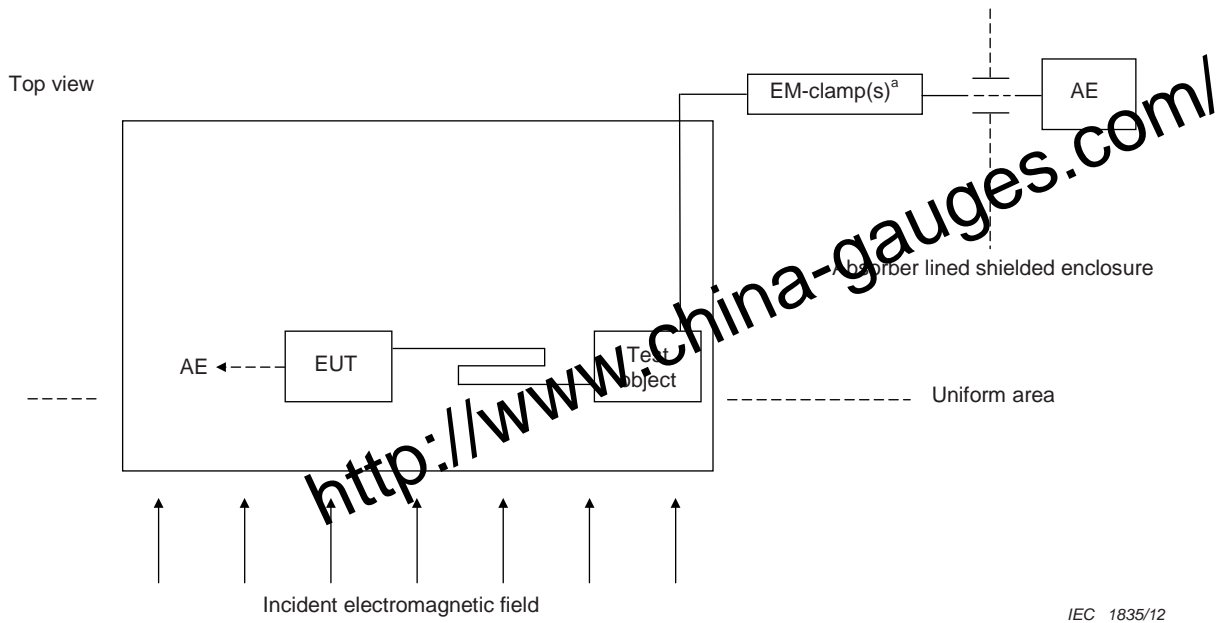 Top view
EM-clamp(s)a
AE
Absorber lined shielded enclosure
AE
EUT
Test
object
Uniform area
http://www.china-gauges.com/
Incident electromagnetic field
IEC 1835/12